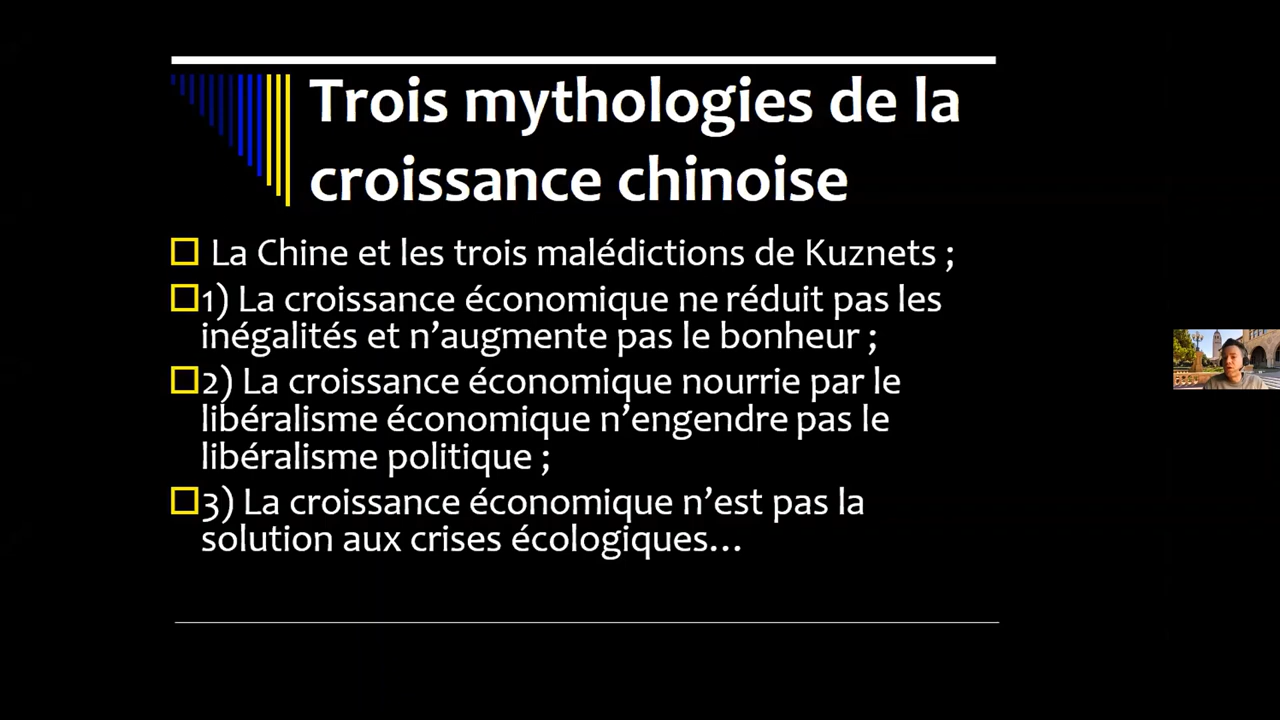 Trois mythologies de la
croissance chinoise
La Chine et les trois malédictions de Kuznets ;
1) La croissance économique ne réduit pas les
inégalités et n’augmente pas le bonheur ;
2) La croissance économique nourrie par le
libéralisme économique n’engendre pas le
libéralisme politique ;
3) La croissance économique n’est pas la
solution aux crises écologiques…